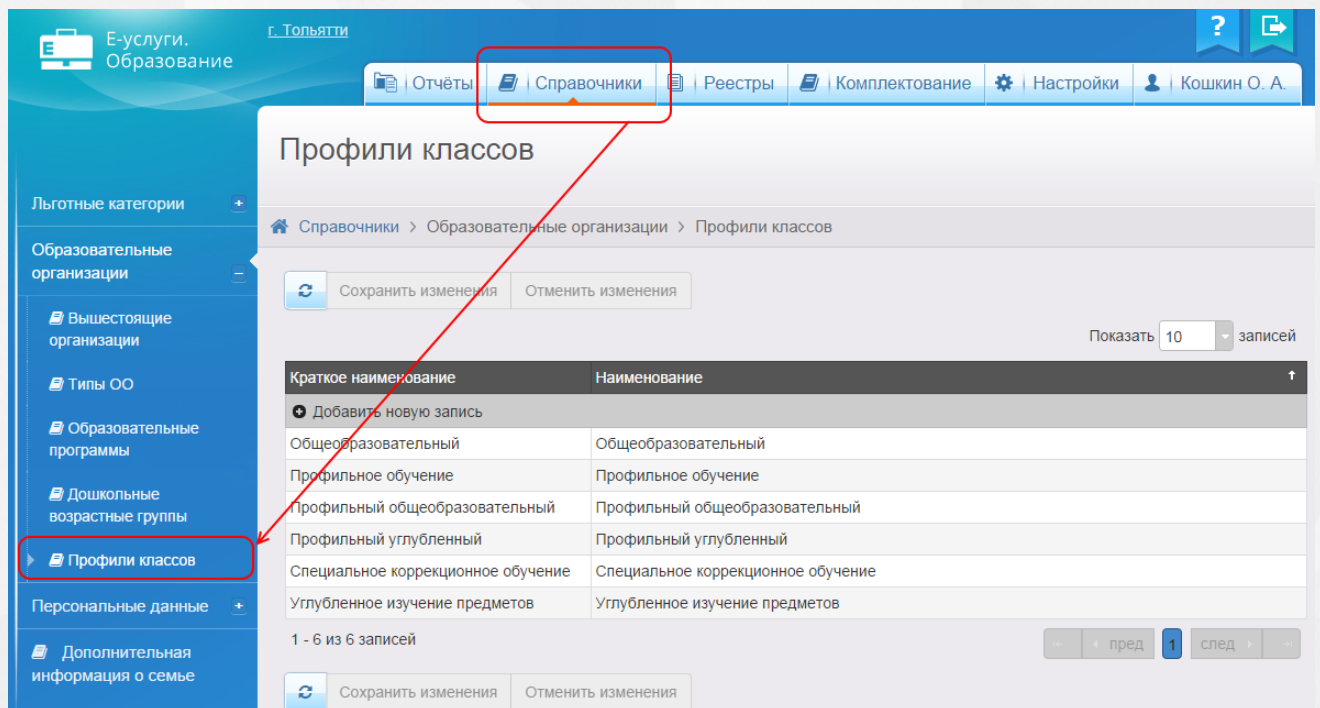 Е-услуги.
Образование
г. Тольятти
?
Отчёты
Справочники
Реестры
Комплектование
Настройки
Кошкин О. А.
Профили классов
Справочники > Образовательные организации > Профили классов
Льготные категории
Образовательные
организации
Вышестоящие
организации
Типы ОО
Образовательные
программы
Дошкольные
возрастные группы
Профили классов
Персональные данные
Дополнительная
информация о семье
Сохранить изменения Отменить изменения
Показать 10 записей
Краткое наименование Наименование
Добавить новую запись
Общеобразовательный Общеобразовательный
Профильное обучение Профильное обучение
Профильный общеобразовательный Профильный общеобразовательный
Профильный углубленный Профильный углубленный
Специальное коррекционное обучение Специальное коррекционное обучение
Углубленное изучение предметов Углубленное изучение предметов
1 - 6 из 6 записей
пред 1 след
Сохранить изменения Отменить изменения